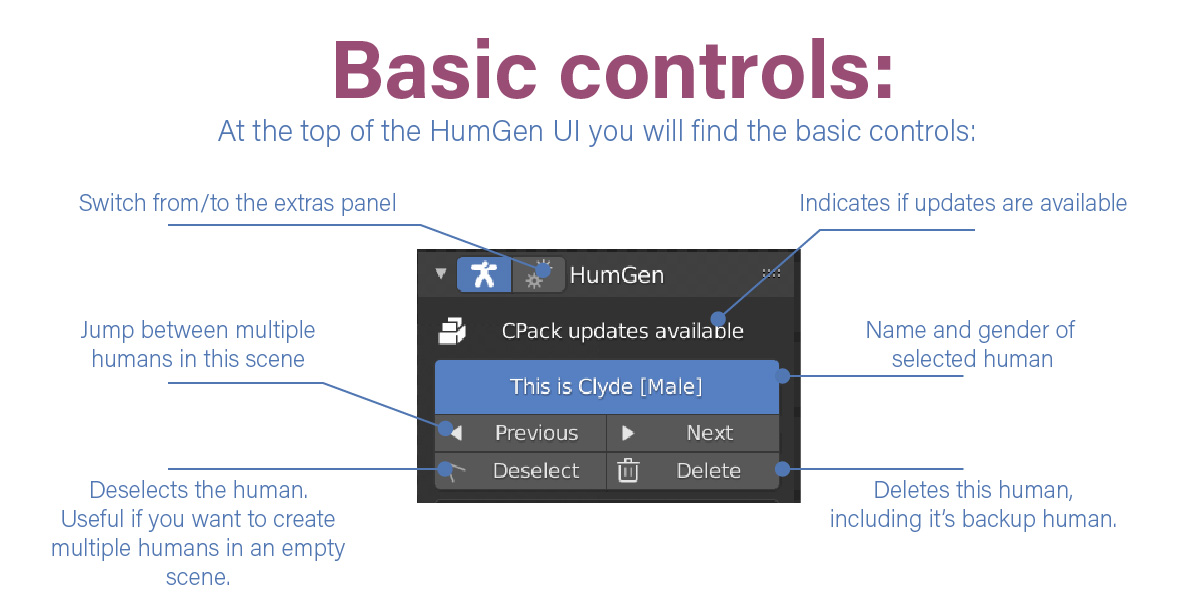 Basic controls:
At the top of the HumGen UI you will find the basic controls:
Switch from/to the extras panel
Indicates if updates are available
HumGen
CPack updates available
Jump between multiple
humans in this scene
Name and gender of
selected human
This is Clyde [Male]
Previous
Next
Deselect
Delete
Deselects the human.
Useful if you want to create
multiple humans in an empty
scene.
Deletes this human,
including it's backup human.